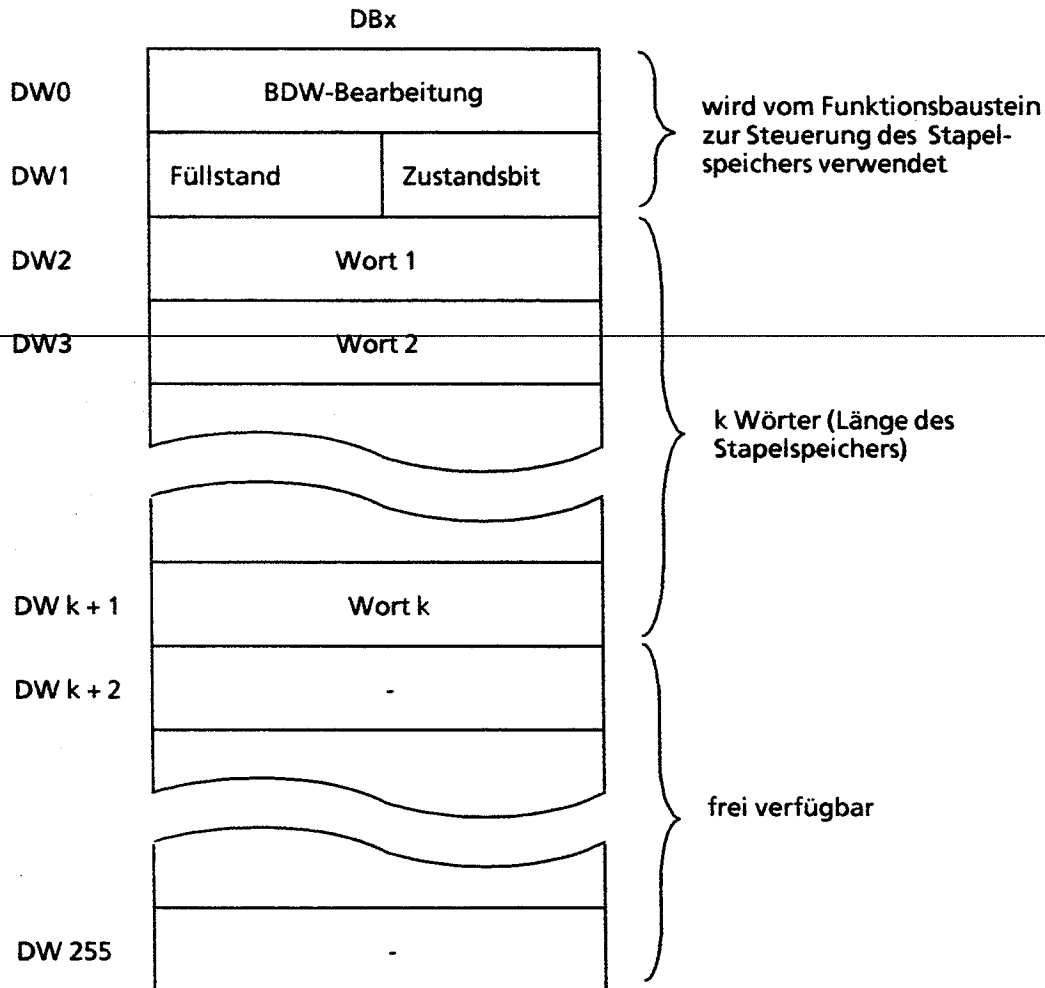 DBx
DW0 BDW-Bearbeitung
wird vom Funktionsbaustein
zur Steuerung des Stapel-
speichers verwendet
DW1 Füllstand Zustandsbit
DW2 Wort 1
DW3 Wort 2
k Wörter (Länge des
Stapelspeichers)
DW k + 1 Wort k
DW k + 2 -
frei verfügbar
DW 255 -